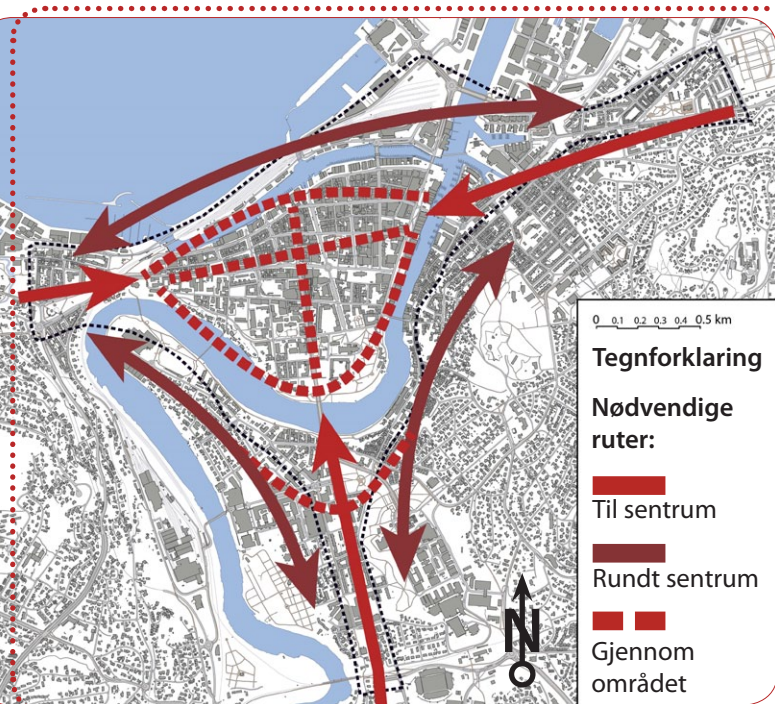 0 0.1 0.2 0.3 0.4 0.5 km
Tegnforklaring
Nødvendige
ruter:
Til sentrum
Rundt sentrum
Gjennom
området
N